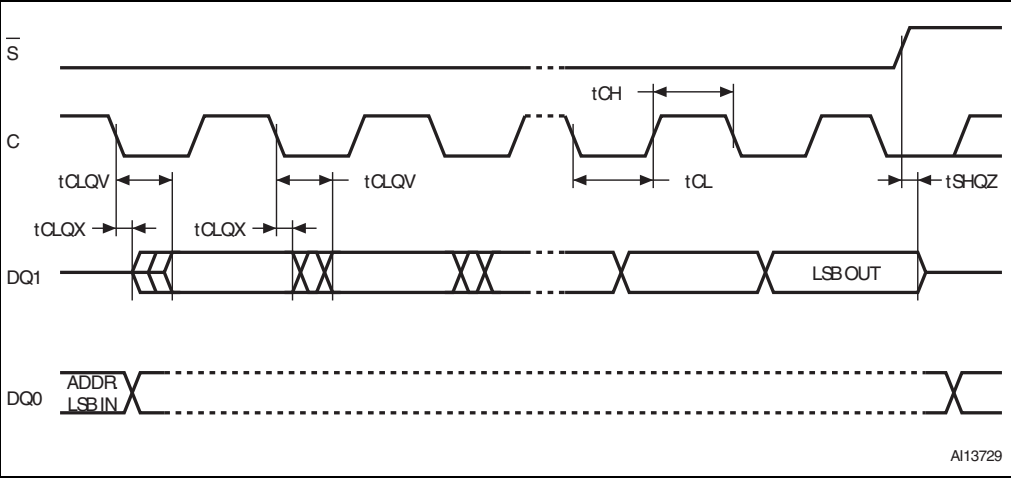 S
tCH
C
tCLQV
tCLQV
tCL
tSHQZ
tCLQX
tCLQX
DQ1
LSB OUT
ADDR.
LSB IN
DQ0
AI13729